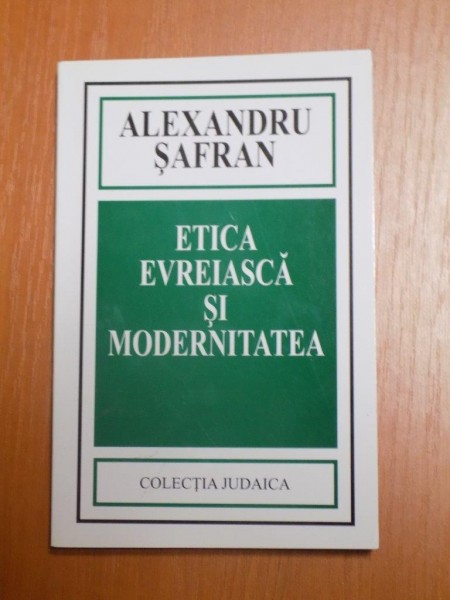 ALEXANDRU
ŞAFRAN
ETICA
EVREIASCĂ
ŞI
MODERNITATEA
COLECŢIA JUDAICA